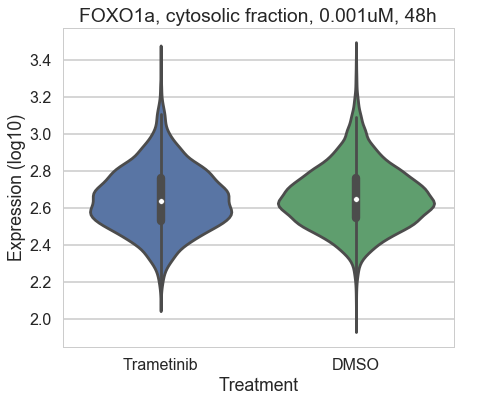 FOXO1a, cytosolic fraction, 0.001uM, 48h
Expression (log10)
3.4
3.2
3.0
2.8
2.6
2.4
2.2
2.0
Trametinib DMSO
Treatment